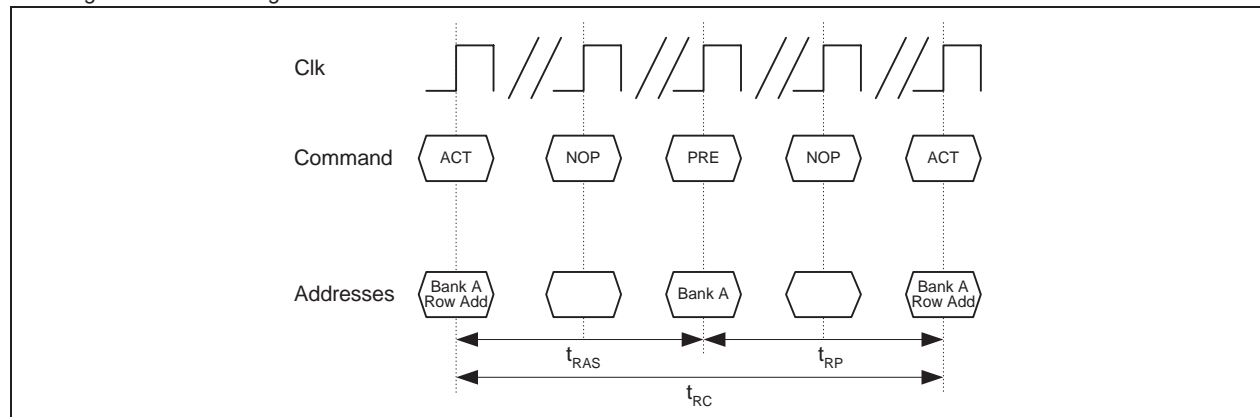 Clk
Command ACT NOP PRE NOP ACT
Bank A Bank A
Addresses Bank A
Row Add Row Add
tRAS tRP
tRC